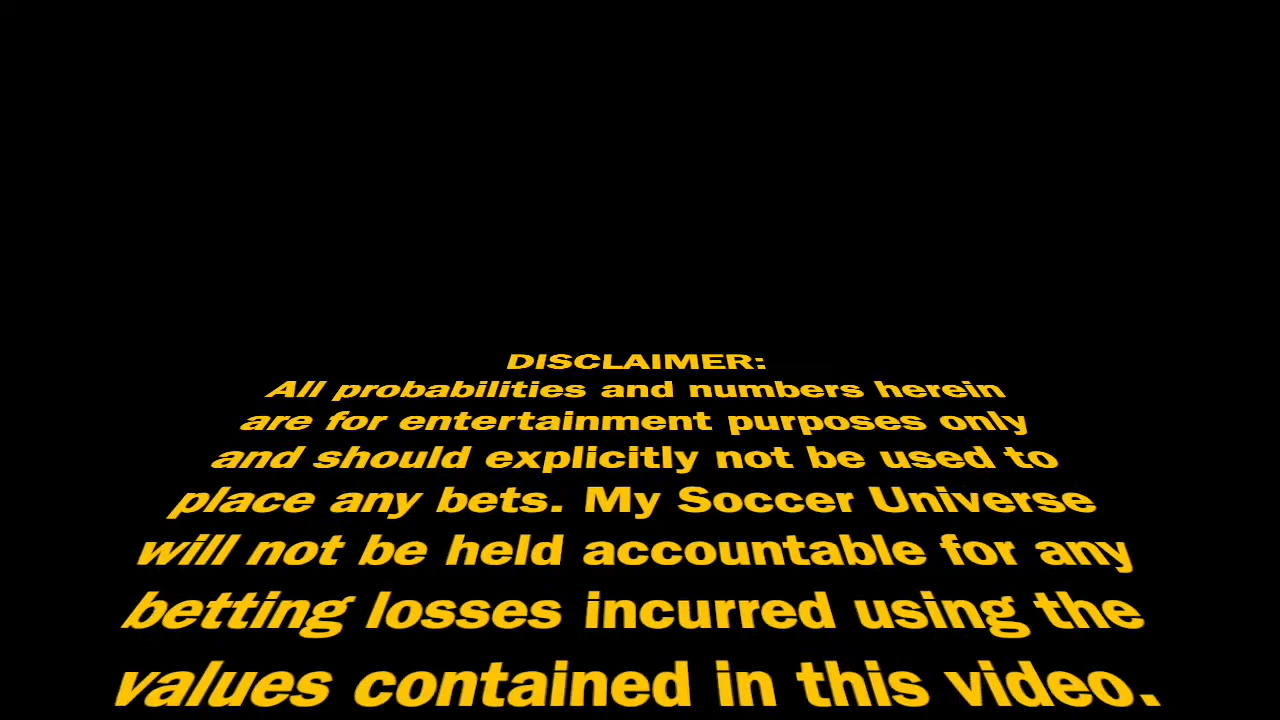 DISCLAIMER:
All probabilities and numbers herein
are for entertainment purposes only
and should explicitly not be used to
place any bets. My Soccer Universe
will not be held accountable for any
betting losses incurred using the
values contained in this video.